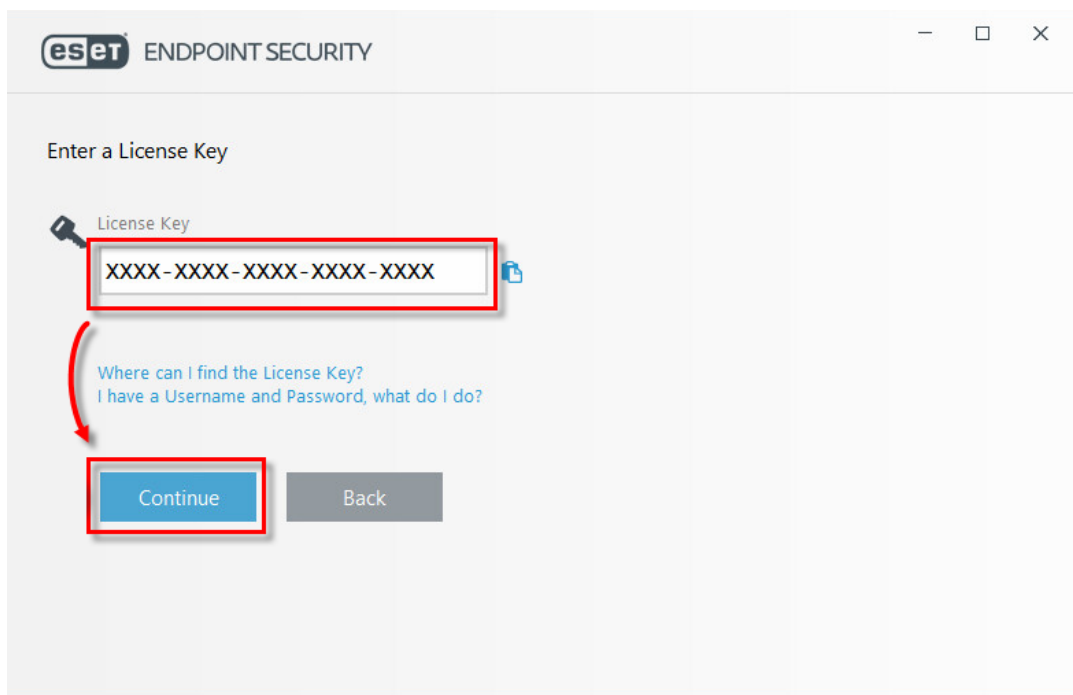 eset ENDPOINT SECURITY
Enter a License Key
License Key
XXXX-XXXX-XXXX-XXXX-XXXX
Where can I find the License Key?
I have a Username and Password, what do I do?
Continue Back